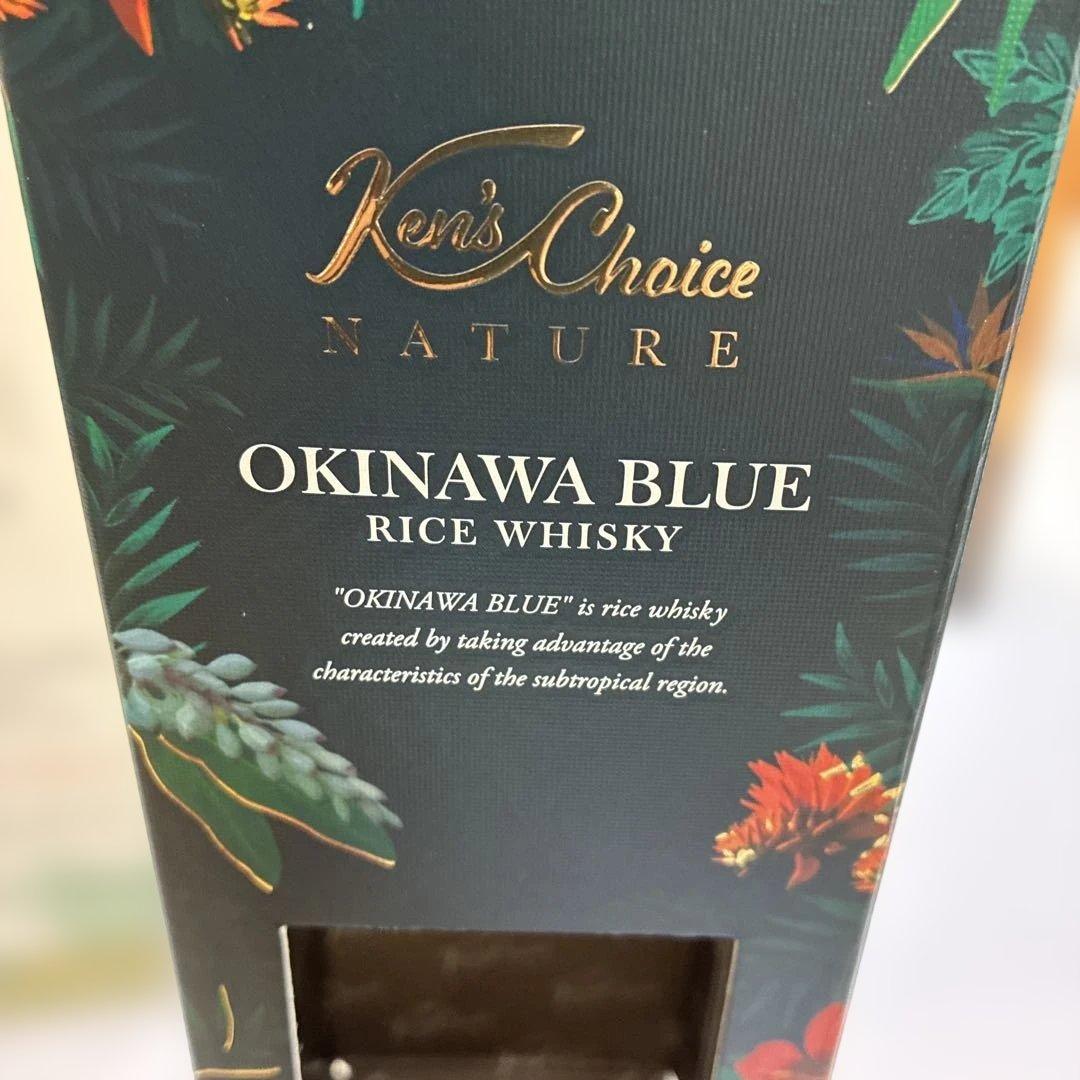 Ken's Choice
NATURE
OKINAWA BLUE
RICE WHISKY
"OKINAWA BLUE" is rice whisky
created by taking advantage of the
characteristics of the subtropical region.